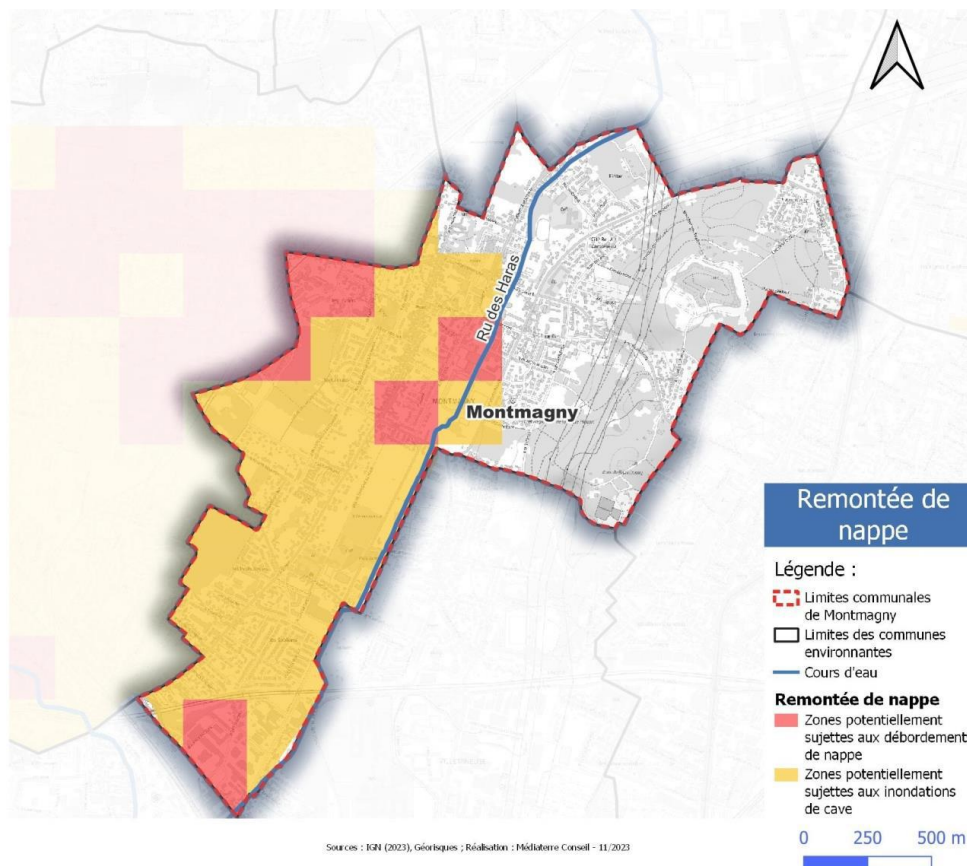 Ru des Haras
MONTMAGNY
Montmagny
Remontée de
nappe
Légende :
Limites communales
de Montmagny
Limites des communes
environnantes
Cours d'eau
Remontée de nappe
Zones potentiellement
sujettes aux débordement
de nappe
Zones potentiellement
sujettes aux inondations
de cave
0 250 500 m
Sources : IGN (2023), Géorisques ; Réalisation : Médiaterre Conseil - 11/2023